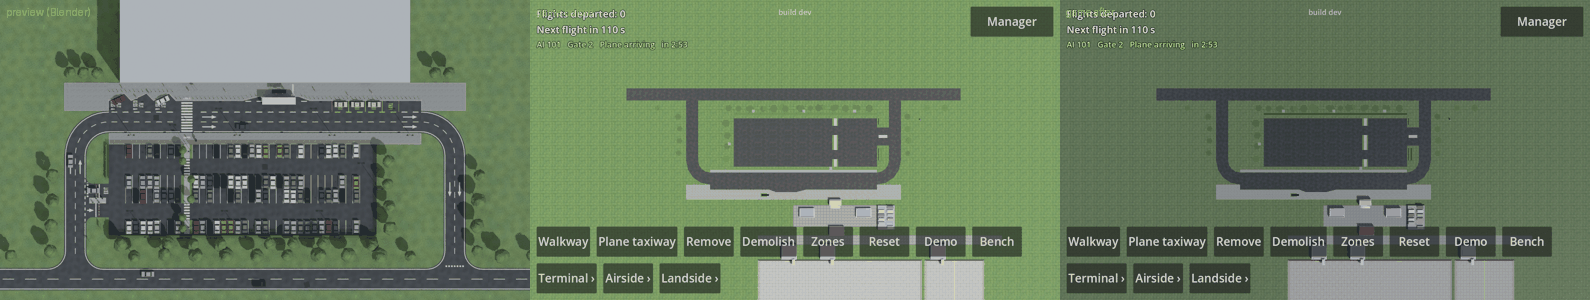 preview (Blender)
Flights departed: 0
Next flight in 110 s
AI 101 Gate 2 Plane arriving in 2:53
build dev
Manager
Walkway Plane taxiway Remove Demolish Zones Reset Demo Bench
Terminal › Airside › Landside ›
Flights departed: 0
Next flight in 110 s
AI 101 Gate 2 Plane arriving in 2:53
build dev
Manager
Walkway Plane taxiway Remove Demolish Zones Reset Demo Bench
Terminal › Airside › Landside ›